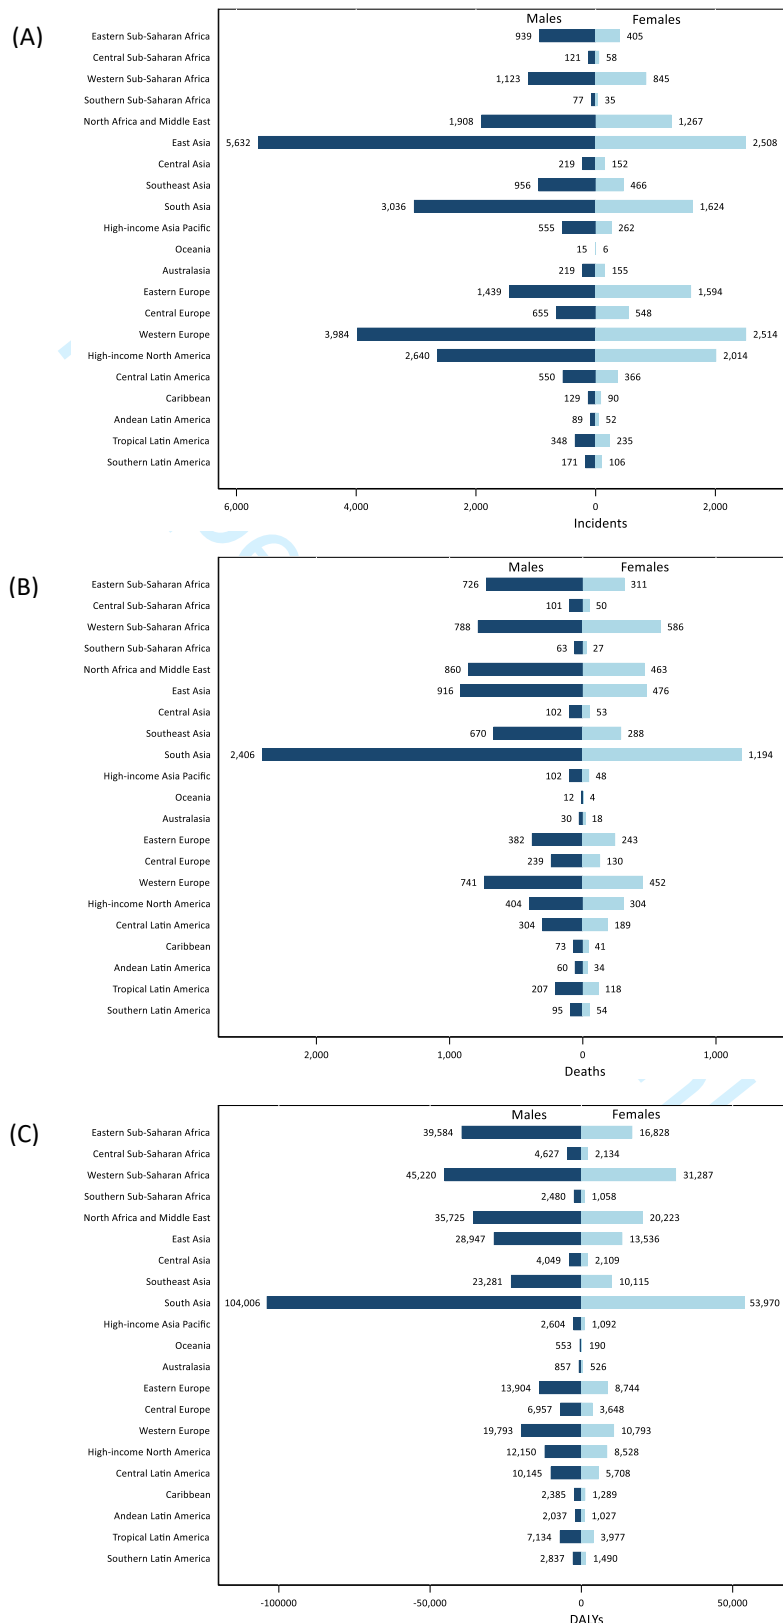 (A)
Males Females
Eastern Sub-Saharan Africa 939 405
Central Sub-Saharan Africa 121 58
Western Sub-Saharan Africa 1,123 845
Southern Sub-Saharan Africa 77 35
North Africa and Middle East 1,908 1,267
East Asia 5,632 2,508
Central Asia 219 152
Southeast Asia 956 466
South Asia 3,036 1,624
High-income Asia Pacific 555 262
Oceania 15 6
Australasia 219 155
Eastern Europe 1,439 1,594
Central Europe 655 548
Western Europe 3,984 2,514
High-income North America 2,640 2,014
Central Latin America 550 366
Caribbean 129 90
Andean Latin America 89 52
Tropical Latin America 348 235
Southern Latin America 171 106
6,000 4,000 2,000 0 2,000
Incidents
(B)
Males Females
Eastern Sub-Saharan Africa 726 311
Central Sub-Saharan Africa 101 50
Western Sub-Saharan Africa 788 586
Southern Sub-Saharan Africa 63 27
North Africa and Middle East 860 463
East Asia 916 476
Central Asia 102 53
Southeast Asia 670 288
South Asia 2,406 1,194
High-income Asia Pacific 102 48
Oceania 12 4
Australasia 30 18
Eastern Europe 382 243
Central Europe 239 130
Western Europe 741 452
High-income North America 404 304
Central Latin America 304 189
Caribbean 73 41
Andean Latin America 60 34
Tropical Latin America 207 118
Southern Latin America 95 54
2,000 1,000 0 1,000
Deaths
(C)
Males Females
Eastern Sub-Saharan Africa 39,584 16,828
Central Sub-Saharan Africa 4,627 2,134
Western Sub-Saharan Africa 45,220 31,287
Southern Sub-Saharan Africa 2,480 1,058
North Africa and Middle East 35,725 20,223
East Asia 28,947 13,536
Central Asia 4,049 2,109
Southeast Asia 23,281 10,115
South Asia 104,006 53,970
High-income Asia Pacific 2,604 1,092
Oceania 553 190
Australasia 857 526
Eastern Europe 13,904 8,744
Central Europe 6,957 3,648
Western Europe 19,793 10,793
High-income North America 12,150 8,528
Central Latin America 10,145 5,708
Caribbean 2,385 1,289
Andean Latin America 2,037 1,027
Tropical Latin America 7,134 3,977
Southern Latin America 2,837 1,490
-100000 -50,000 0 50,000
DALYs